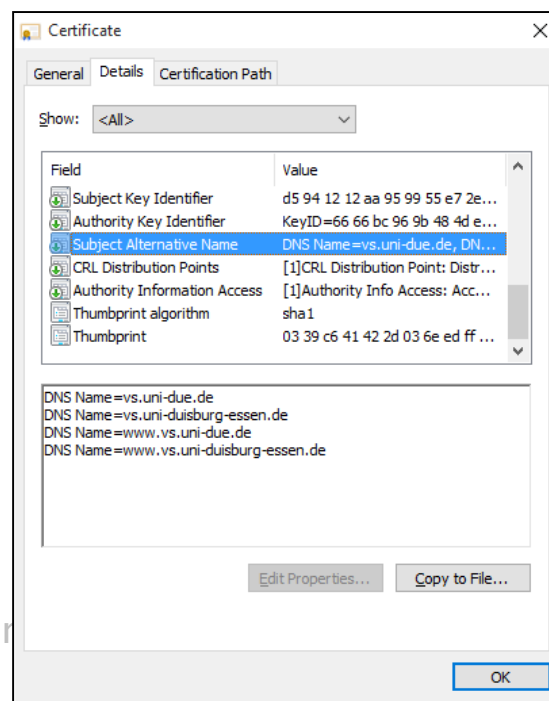 Certificate
General Details Certification Path
Show: <All>
Field Value
Subject Key Identifier d5 94 12 12 aa 95 99 55 e7 2e...
Authority Key Identifier KeyID=66 66 bc 96 9b 48 4d e...
Subject Alternative Name DNS Name=vs.uni-due.de, DN...
CRL Distribution Points [1]CRL Distribution Point: Distr...
Authority Information Access [1]Authority Info Access: Acc...
Thumbprint algorithm sha1
Thumbprint 03 39 c6 41 42 2d 03 6e ed ff ...
DNS Name=vs.uni-due.de
DNS Name=vs.uni-duisburg-essen.de
DNS Name=www.vs.uni-due.de
DNS Name=www.vs.uni-duisburg-essen.de
Edit Properties... Copy to File...
OK